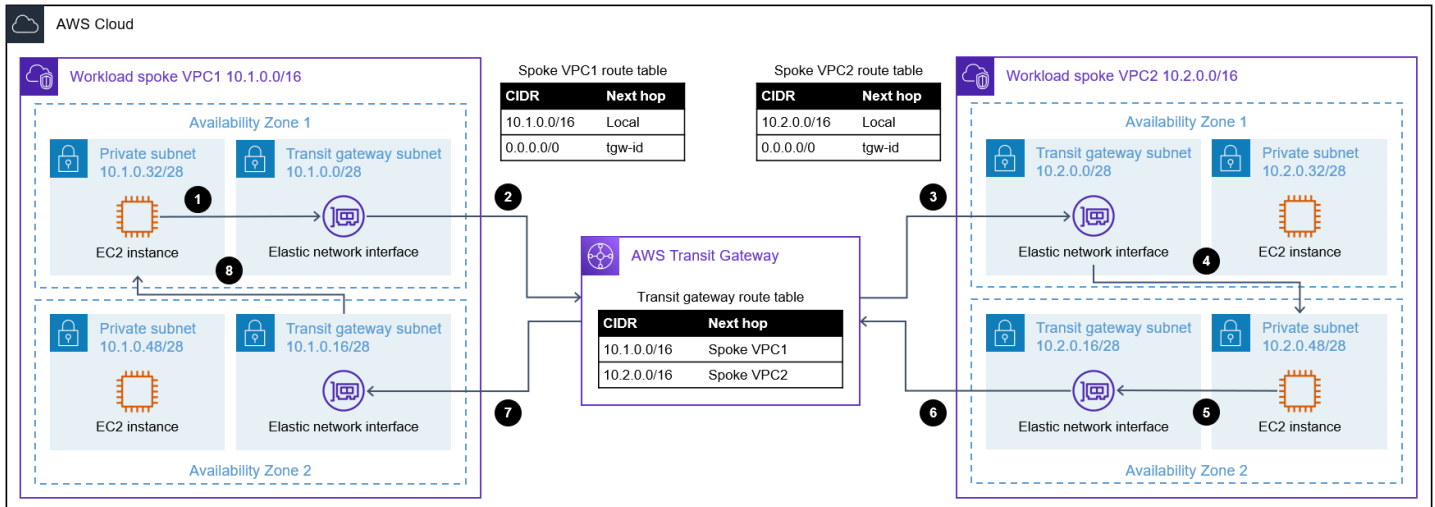 AWS Cloud
Workload spoke VPC1 10.1.0.0/16
Availability Zone 1
Private subnet
10.1.0.32/28
EC2 instance
1
Transit gateway subnet
10.1.0.0/28
Elastic network interface
8
Private subnet
10.1.0.48/28
EC2 instance
Transit gateway subnet
10.1.0.16/28
Elastic network interface
Availability Zone 2
Spoke VPC1 route table
CIDR Next hop
10.1.0.0/16 Local
0.0.0.0/0 tgw-id
Spoke VPC2 route table
CIDR Next hop
10.2.0.0/16 Local
0.0.0.0/0 tgw-id
2
3
AWS Transit Gateway
Transit gateway route table
CIDR Next hop
10.1.0.0/16 Spoke VPC1
10.2.0.0/16 Spoke VPC2
7
6
Workload spoke VPC2 10.2.0.0/16
Availability Zone 1
Transit gateway subnet
10.2.0.0/28
Elastic network interface
Private subnet
10.2.0.32/28
EC2 instance
4
Transit gateway subnet
10.2.0.16/28
Elastic network interface
5
Private subnet
10.2.0.48/28
EC2 instance
Availability Zone 2